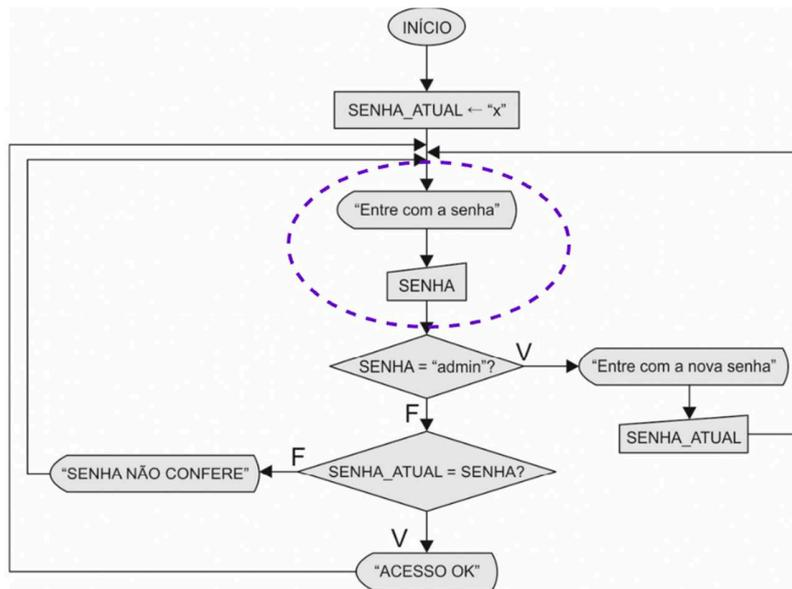 INÍCIO
SENHA_ATUAL ← “x”
“Entre com a senha”
SENHA
SENHA = “admin”?
V
“Entre com a nova senha”
SENHA_ATUAL
F
SENHA_ATUAL = SENHA?
F
“SENHA NÃO CONFERE”
V
“ACESSO OK”